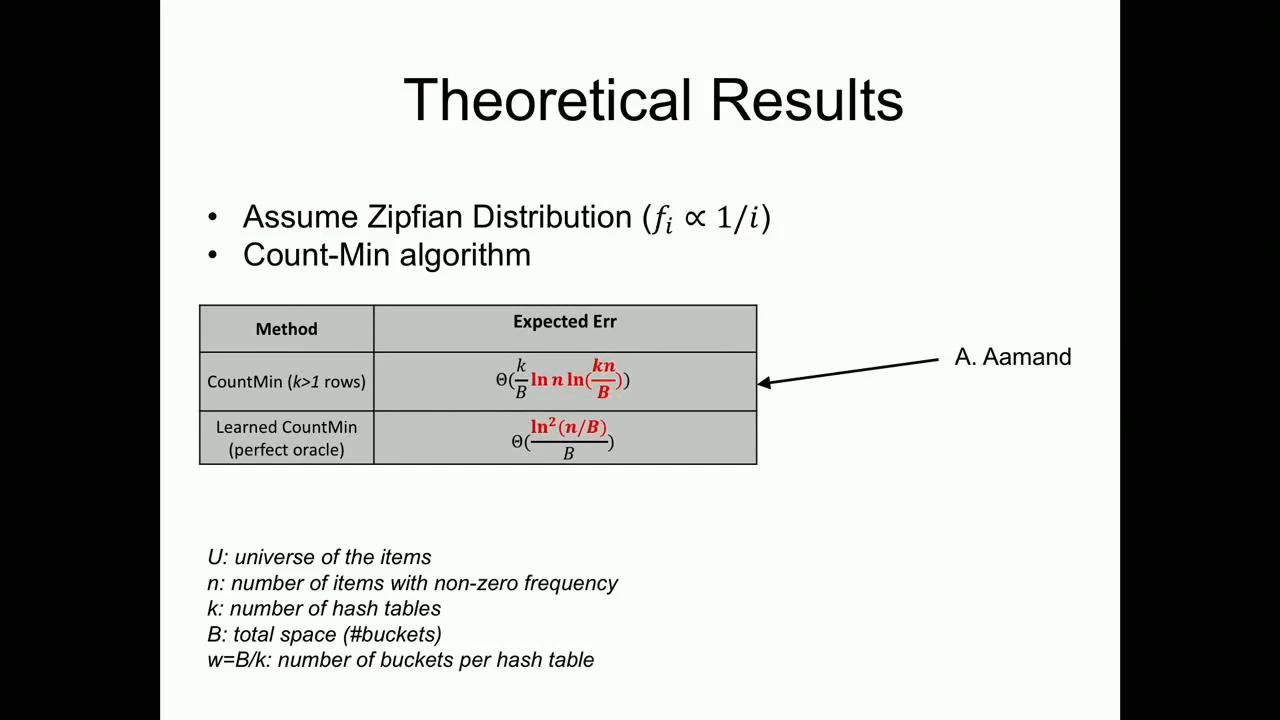 Theoretical Results
• Assume Zipfian Distribution (𝑓ᵢ ∝ 1/𝑖)
• Count-Min algorithm
Method Expected Err
CountMin (k>1 rows) Θ(k/B ln n ln(kn/B))
Learned CountMin
(perfect oracle) Θ(ln²(n/B)/B)
A. Aamand
U: universe of the items
n: number of items with non-zero frequency
k: number of hash tables
B: total space (#buckets)
w=B/k: number of buckets per hash table